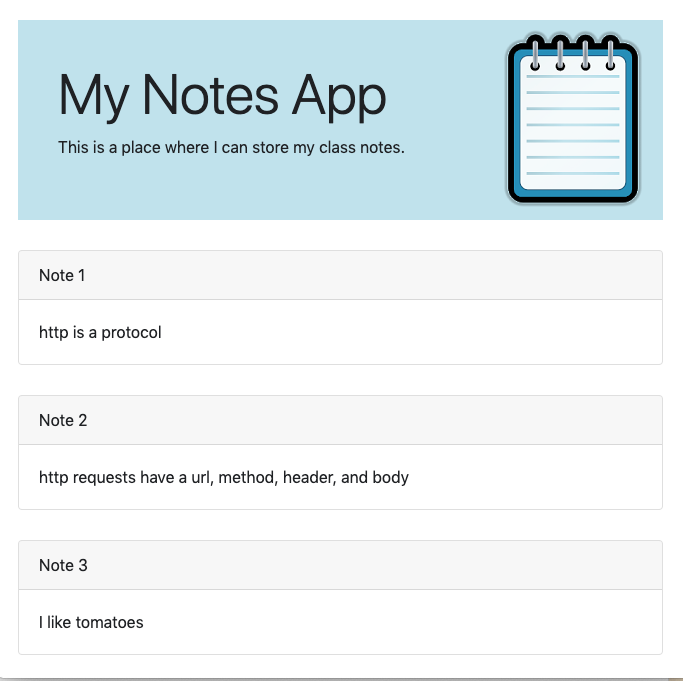 My Notes App
This is a place where I can store my class notes.
Note 1
http is a protocol
Note 2
http requests have a url, method, header, and body
Note 3
I like tomatoes